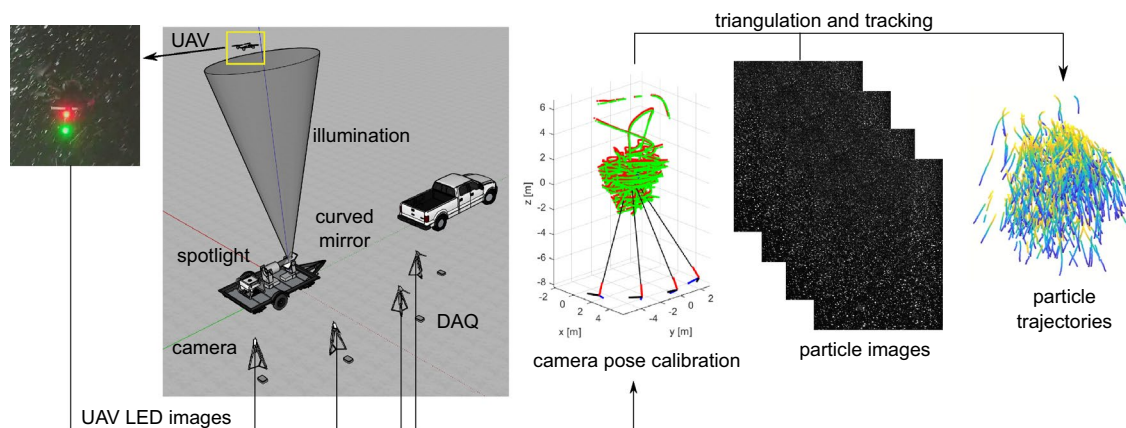 triangulation and tracking
UAV
illumination
curved
mirror
spotlight
DAQ
camera
UAV LED images
6
4
2
0
-2
-4
-6
-8
z [m]
-2
0
2
4
x [m]
-4
-2
0
2
y [m]
camera pose calibration
particle images
particle
trajectories